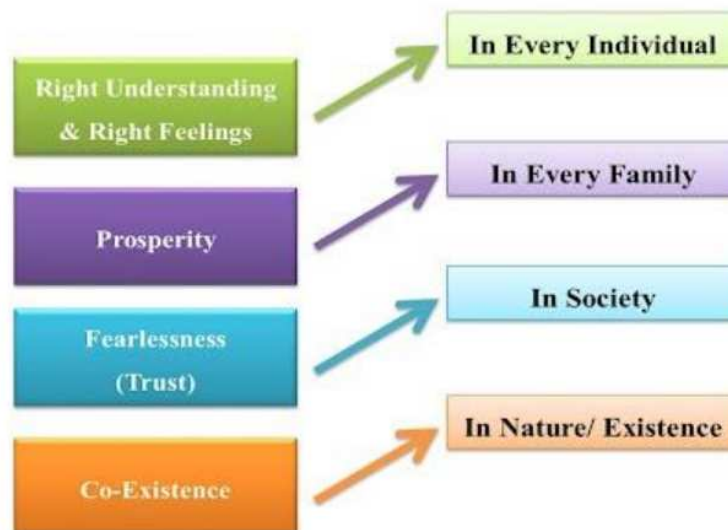 Right Understanding
& Right Feelings
In Every Individual
Prosperity
In Every Family
Fearlessness
(Trust)
In Society
Co-Existence
In Nature/ Existence